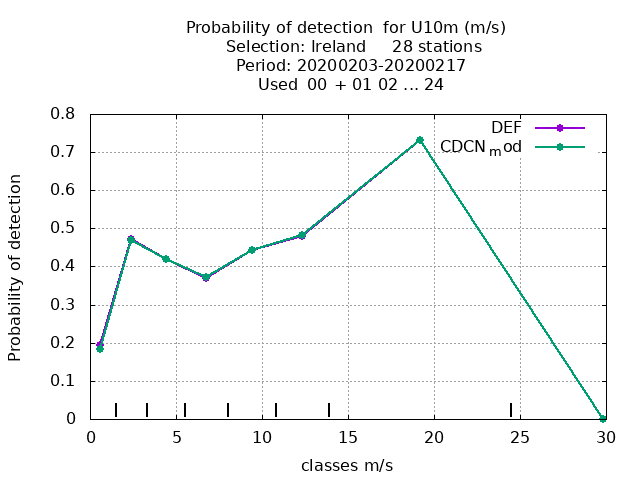 Probability of detection for U10m (m/s)
Selection: Ireland 28 stations
Period: 20200203-20200217
Used 00 + 01 02 ... 24
DEF
CDCNmod
Probability of detection
0.8
0.7
0.6
0.5
0.4
0.3
0.2
0.1
0
0 5 10 15 20 25 30
classes m/s